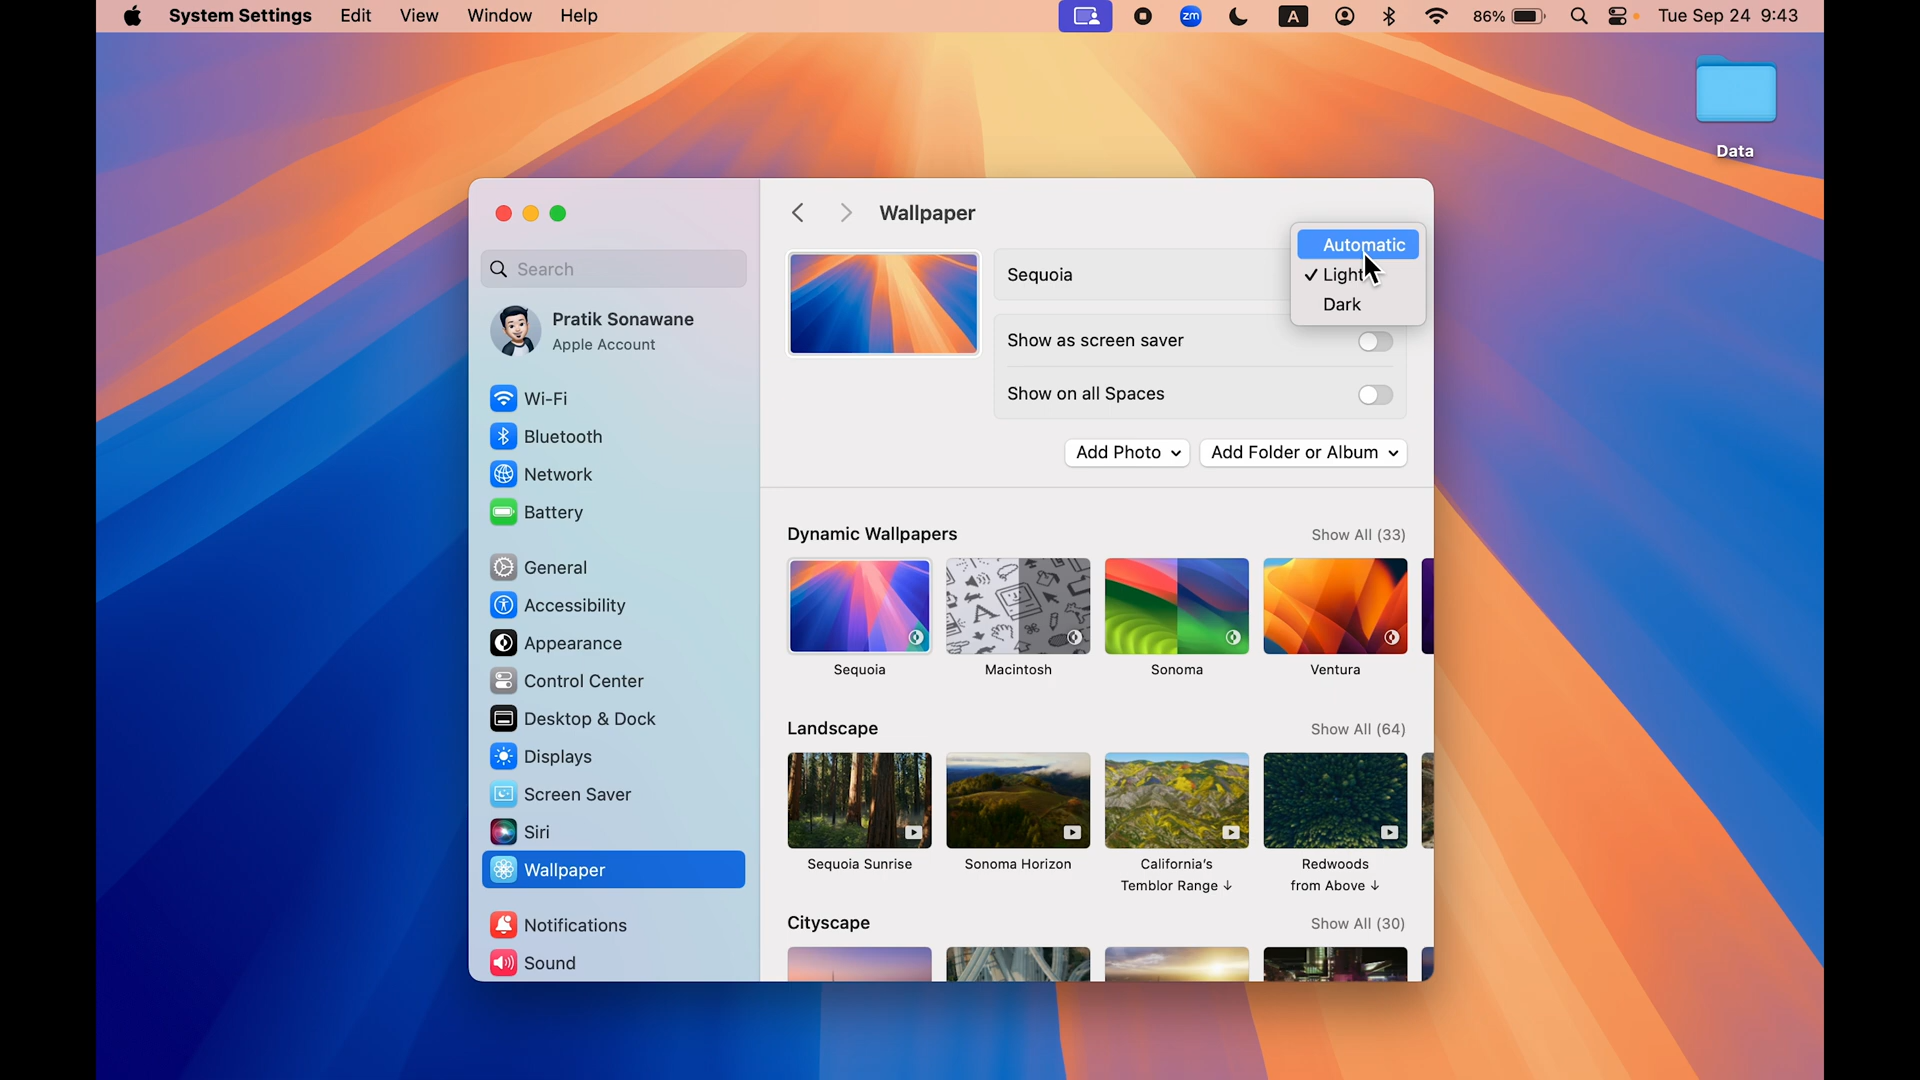 System Settings Edit View Window Help zm A 86% Tue Sep 24 9:43
Data
Wallpaper
Search
Pratik Sonawane
Apple Account
Wi-Fi
Bluetooth
Network
Battery
General
Accessibility
Appearance
Control Center
Desktop & Dock
Displays
Screen Saver
Siri
Wallpaper
Notifications
Sound
Sequoia
Automatic
✓ Light
Dark
Show as screen saver
Show on all Spaces
Add Photo Add Folder or Album
Dynamic Wallpapers Show All (33)
Sequoia Macintosh Sonoma Ventura
Landscape Show All (64)
Sequoia Sunrise Sonoma Horizon California's Redwoods
Temblor Range ↓ from Above ↓
Cityscape Show All (30)